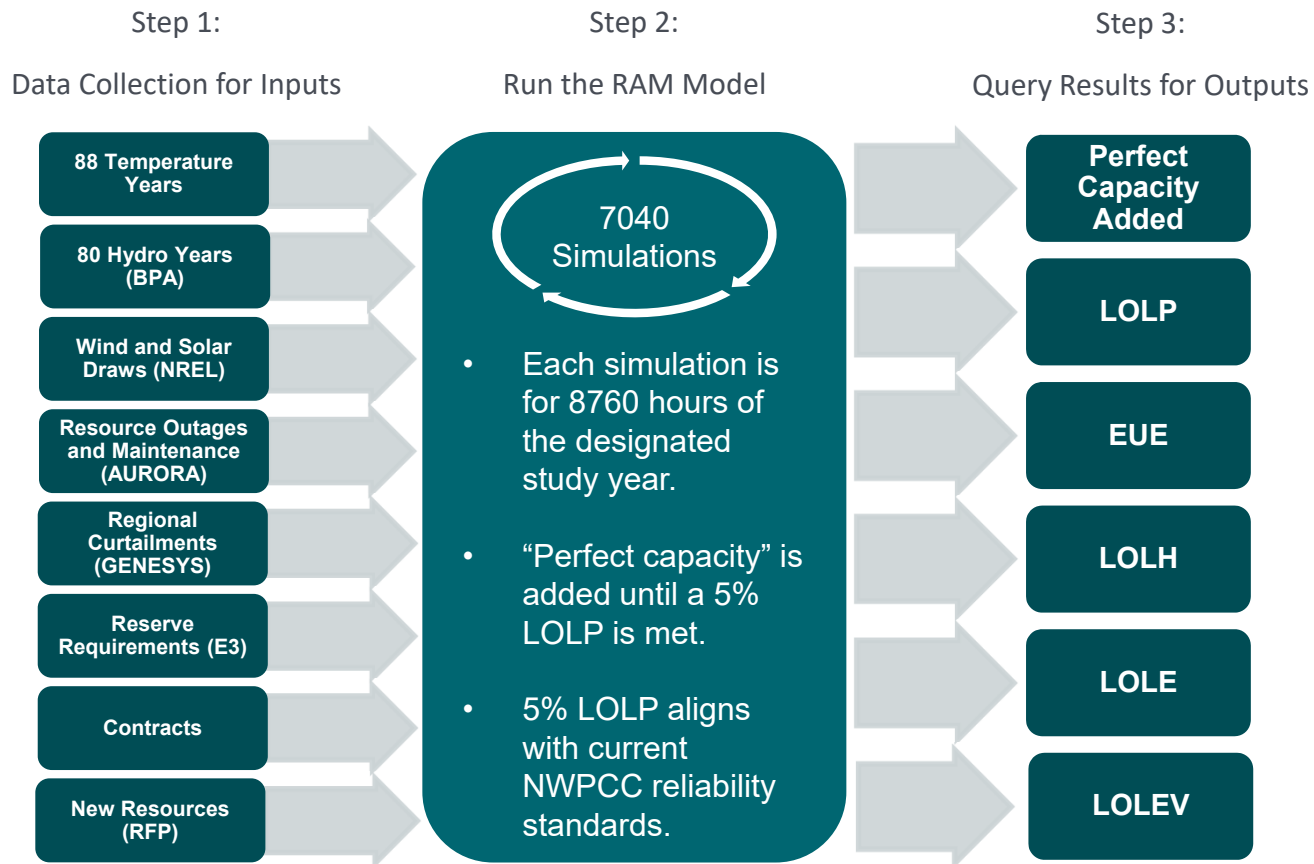 Step 1:
Data Collection for Inputs
88 Temperature
Years
80 Hydro Years
(BPA)
Wind and Solar
Draws (NREL)
Resource Outages
and Maintenance
(AURORA)
Regional
Curtailments
(GENESYS)
Reserve
Requirements (E3)
Contracts
New Resources
(RFP)
Step 2:
Run the RAM Model
7040
Simulations
• Each simulation is
for 8760 hours of
the designated
study year.
• “Perfect capacity” is
added until a 5%
LOLP is met.
• 5% LOLP aligns
with current
NWPCC reliability
standards.
Step 3:
Query Results for Outputs
Perfect
Capacity
Added
LOLP
EUE
LOLH
LOLE
LOLEV